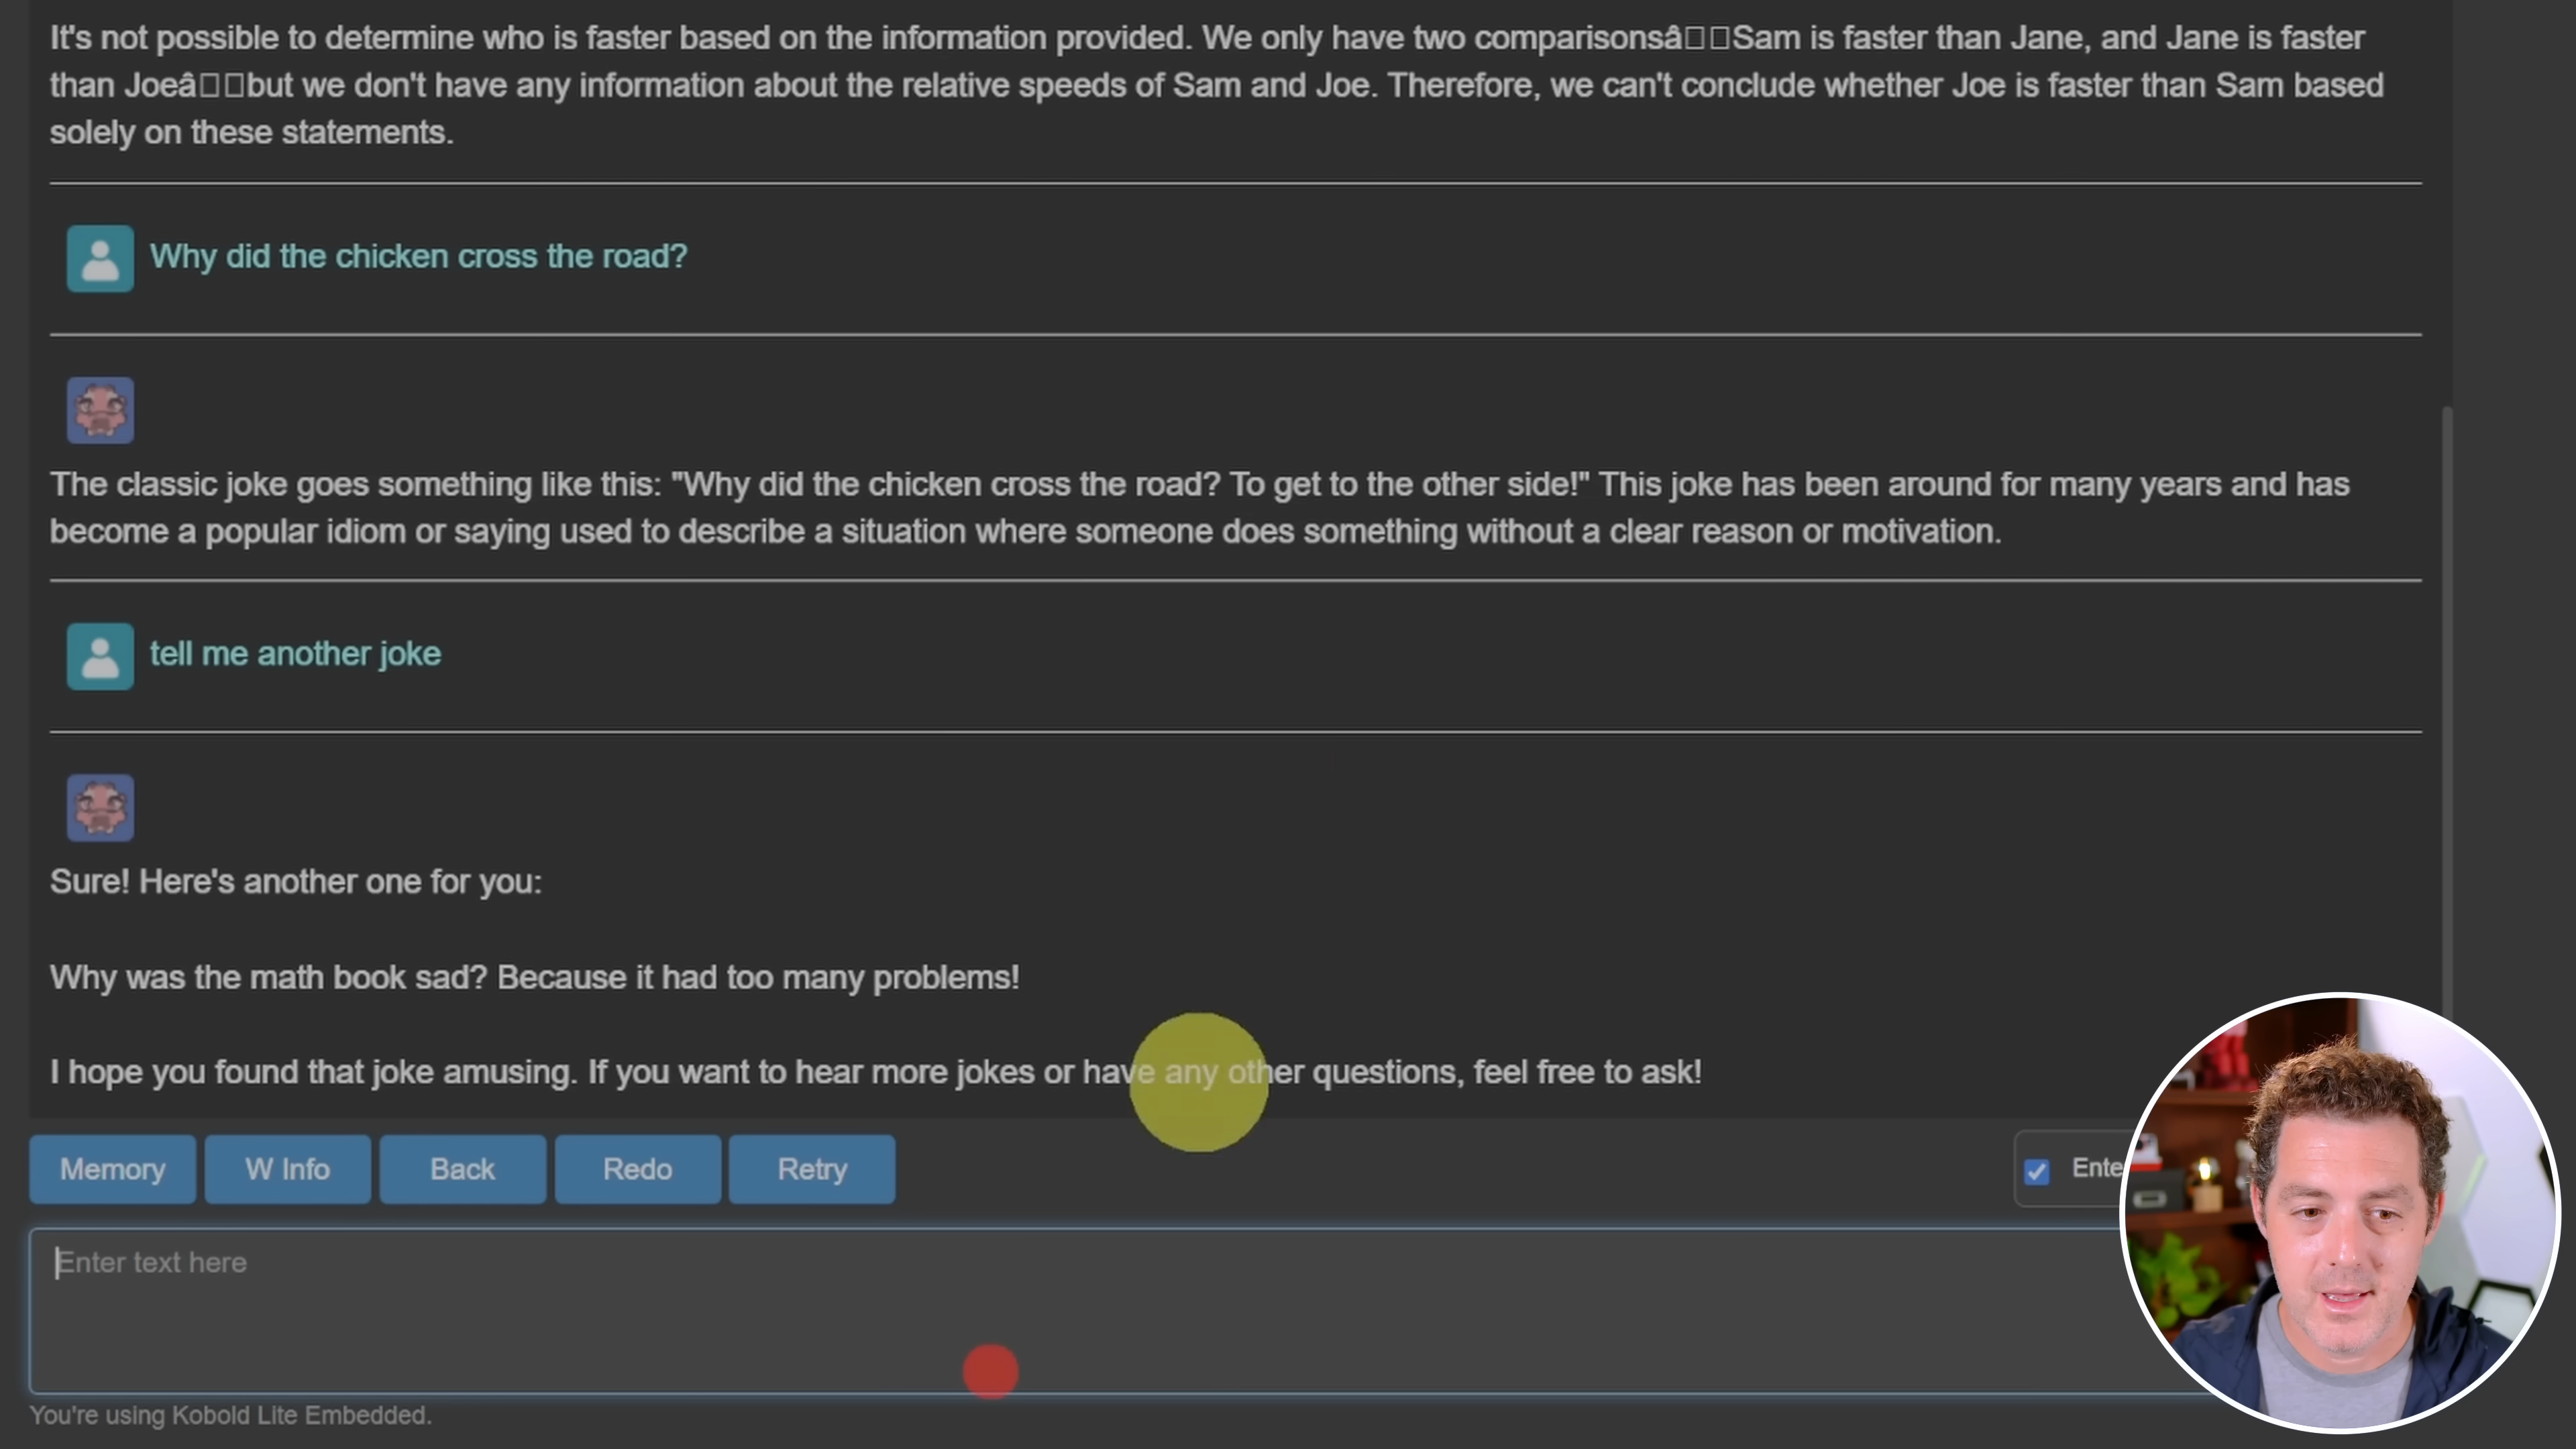 It's not possible to determine who is faster based on the information provided. We only have two comparisonsâ□□Sam is faster than Jane, and Jane is faster
than Joeâ□□but we don't have any information about the relative speeds of Sam and Joe. Therefore, we can't conclude whether Joe is faster than Sam based
solely on these statements.
Why did the chicken cross the road?
The classic joke goes something like this: "Why did the chicken cross the road? To get to the other side!" This joke has been around for many years and has
become a popular idiom or saying used to describe a situation where someone does something without a clear reason or motivation.
tell me another joke
Sure! Here's another one for you:
Why was the math book sad? Because it had too many problems!
I hope you found that joke amusing. If you want to hear more jokes or have any other questions, feel free to ask!
Memory W Info Back Redo Retry
Enter text here
You're using Kobold Lite Embedded.